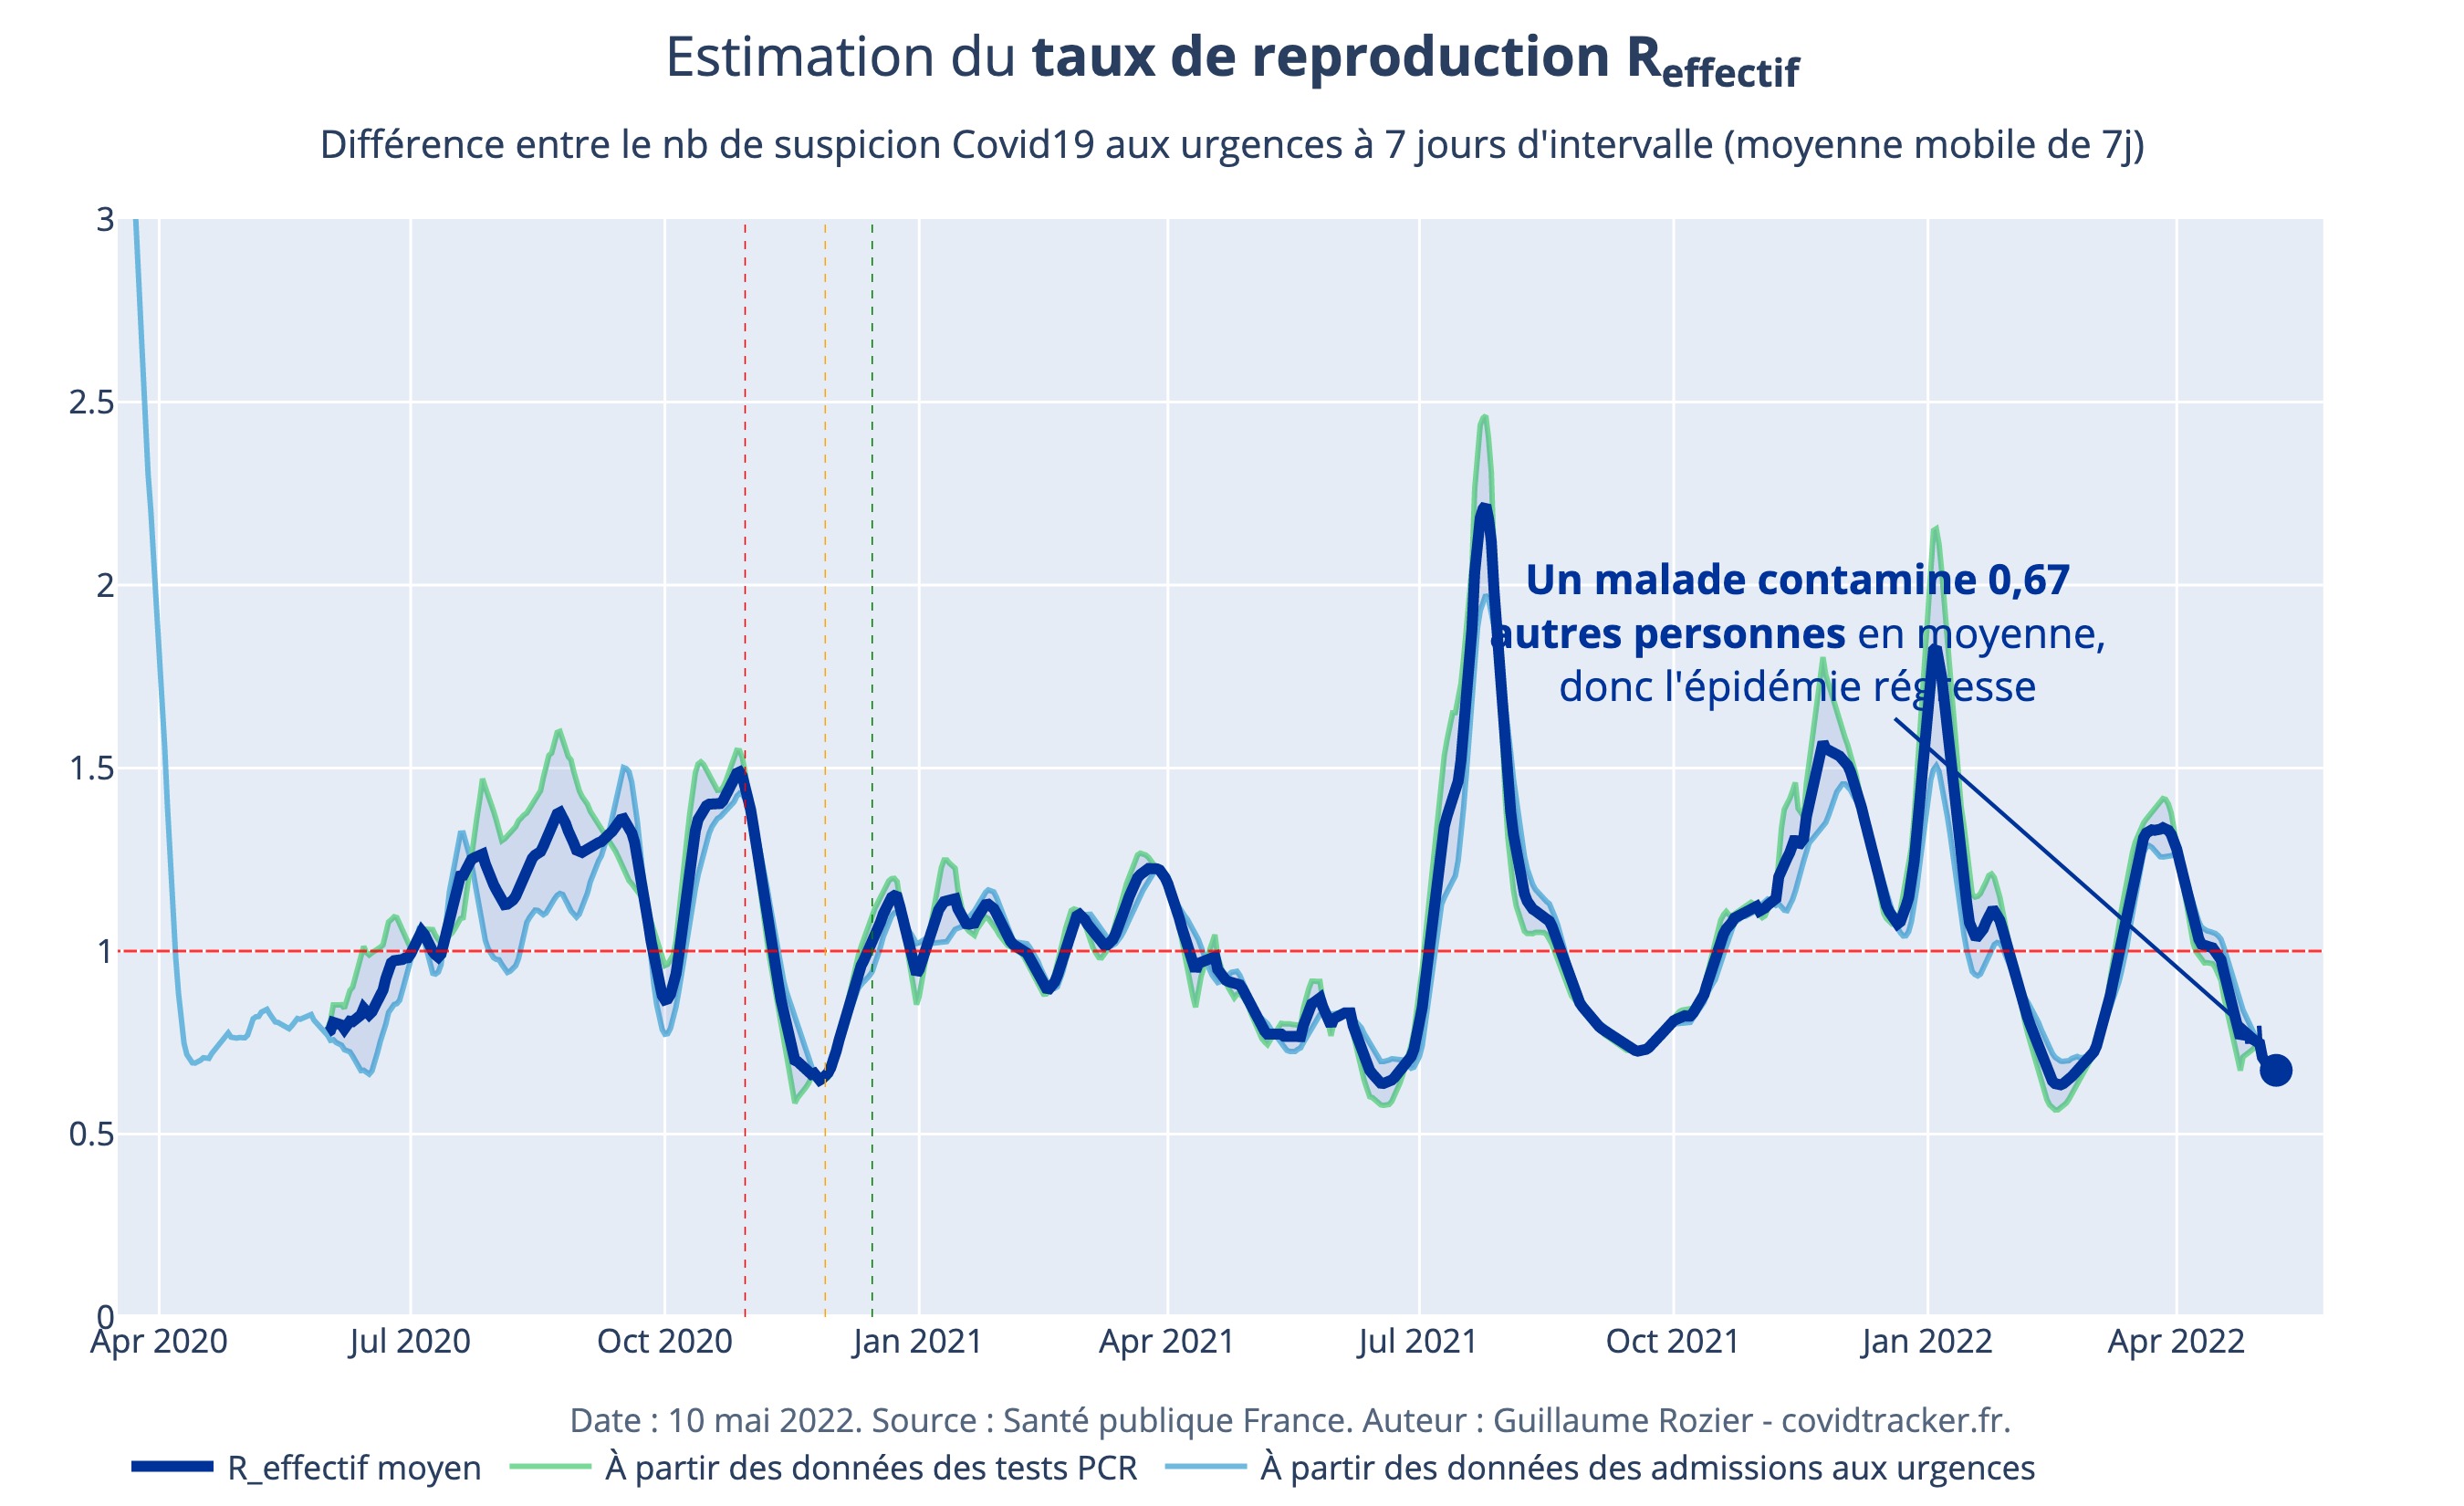 Estimation du taux de reproduction Reffectif
Différence entre le nb de suspicion Covid19 aux urgences à 7 jours d'intervalle (moyenne mobile de 7j)
3
2.5
2
1.5
1
0.5
0
Un malade contamine 0,67
autres personnes en moyenne,
donc l'épidémie régresse
Apr 2020 Jul 2020 Oct 2020 Jan 2021 Apr 2021 Jul 2021 Oct 2021 Jan 2022 Apr 2022
Date : 10 mai 2022. Source : Santé publique France. Auteur : Guillaume Rozier - covidtracker.fr.
R_effectif moyen À partir des données des tests PCR À partir des données des admissions aux urgences